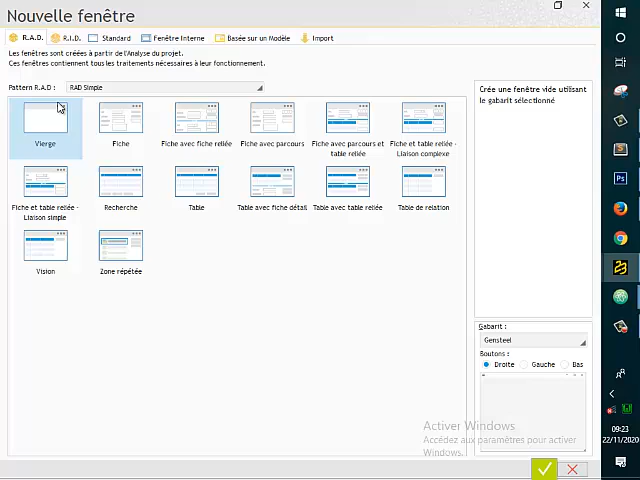 Nouvelle fenêtre
R.A.D. R.I.D. Standard Fenêtre Interne Basée sur un Modèle Import
Les fenêtres sont créées à partir de l'Analyse du projet.
Ces fenêtres contiennent tous les traitements nécessaires à leur fonctionnement.
Pattern R.A.D : RAD Simple
Crée une fenêtre vide utilisant
le gabarit sélectionné
Vierge Fiche Fiche avec fiche reliée Fiche avec parcours Fiche avec parcours et
table reliée Fiche et table reliée -
Liaison complexe
Fiche et table reliée -
Liaison simple Recherche Table Table avec fiche détail Table avec table reliée Table de relation
Vision Zone répétée
Gabarit :
Gensteel
Boutons :
Droite Gauche Bas
Activer Windows
Accédez aux paramètres pour activer
Windows.
Ps
S
23
09:23
22/11/2020